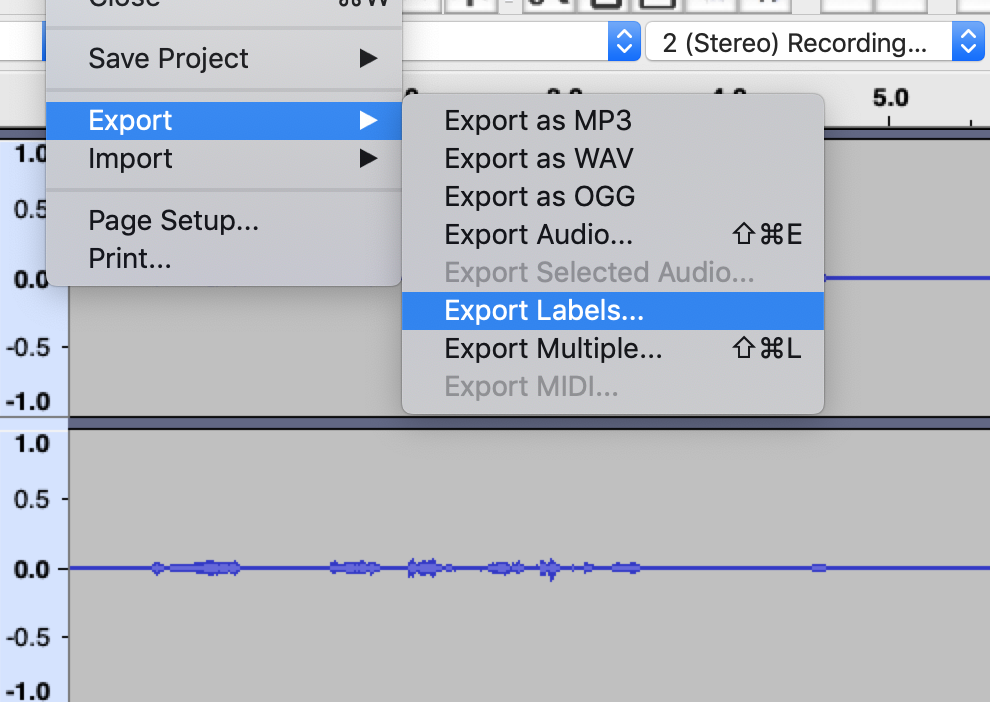 Close ⌘W
2 (Stereo) Recording...
Save Project ▶
5.0
Export ▶
Import ▶
Page Setup...
Print...
Export as MP3
Export as WAV
Export as OGG
Export Audio... ⇧⌘E
Export Selected Audio...
Export Labels...
Export Multiple... ⇧⌘L
Export MIDI...
1.0
0.5
0.0
-0.5
-1.0
1.0
0.5
0.0
-0.5
-1.0